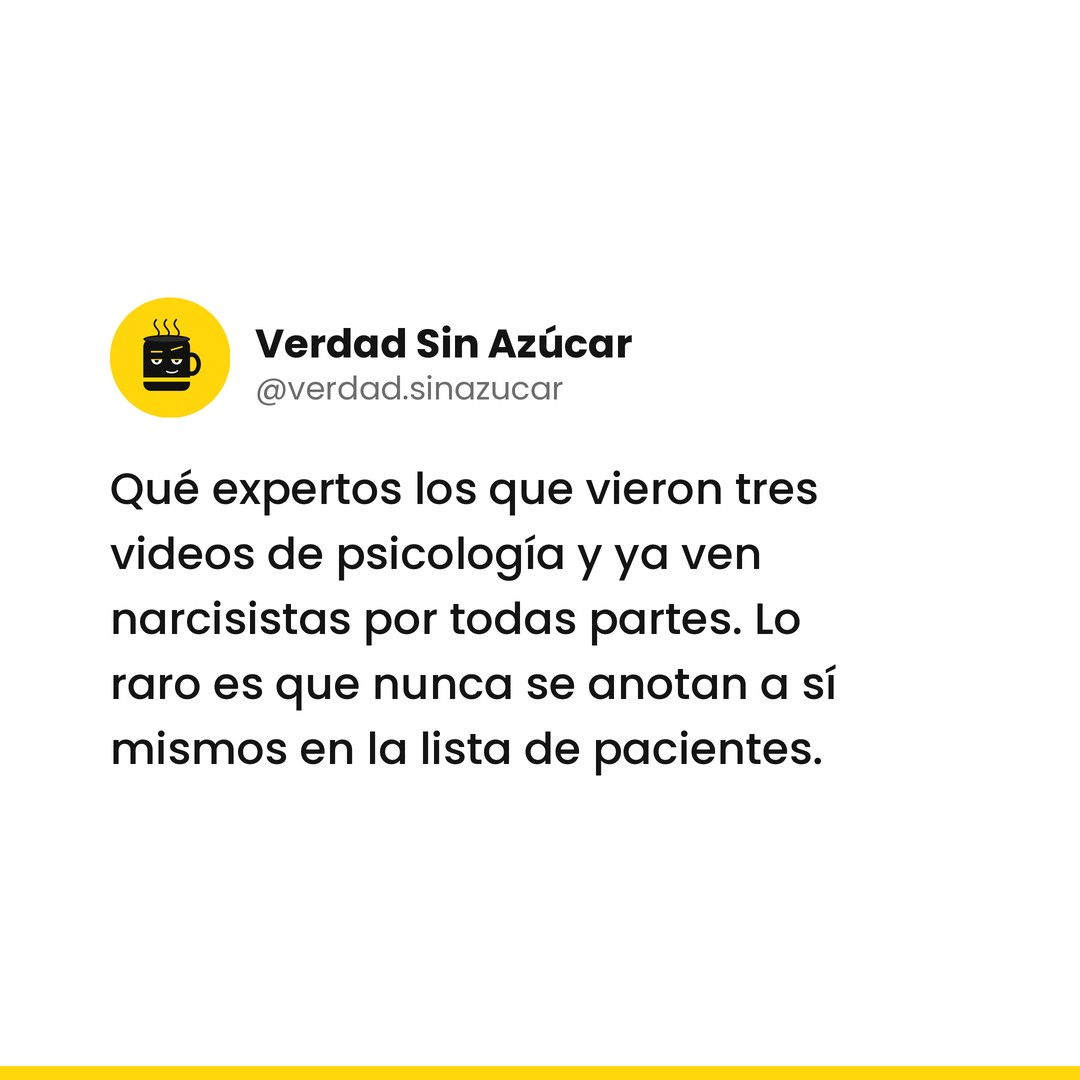 Verdad Sin Azúcar
@verdad.sinazucar
Qué expertos los que vieron tres
videos de psicología y ya ven
narcisistas por todas partes. Lo
raro es que nunca se anotan a sí
mismos en la lista de pacientes.